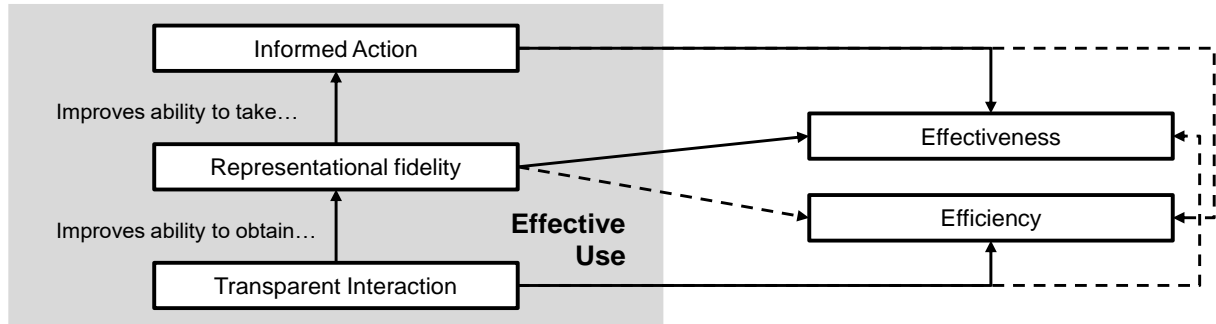 Informed Action
Improves ability to take…
Effectiveness
Representational fidelity
Efficiency
Improves ability to obtain…
Effective
Use
Transparent Interaction